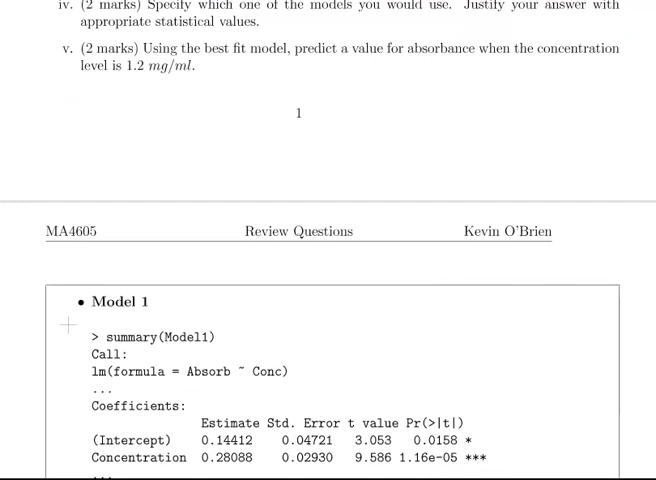 iv. (2 marks) Specify which one of the models you would use. Justify your answer with
appropriate statistical values.
v. (2 marks) Using the best fit model, predict a value for absorbance when the concentration
level is 1.2 mg/ml.
1
MA4605 Review Questions Kevin O'Brien
• Model 1
> summary(Model1)
Call:
lm(formula = Absorb ~ Conc)
...
Coefficients:
Estimate Std. Error t value Pr(>|t|)
(Intercept) 0.14412 0.04721 3.053 0.0158 *
Concentration 0.28088 0.02930 9.586 1.16e-05 ***
...